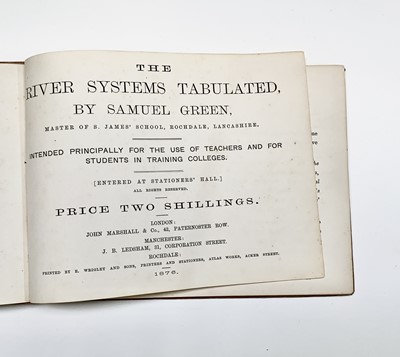 THE
RIVER SYSTEMS TABULATED,
BY SAMUEL GREEN,
MASTER OF S. JAMES' SCHOOL, ROCHDALE, LANCASHIRE.
INTENDED PRINCIPALLY FOR THE USE OF TEACHERS AND FOR
STUDENTS IN TRAINING COLLEGES.
[ENTERED AT STATIONERS' HALL.]
ALL RIGHTS RESERVED.
PRICE TWO SHILLINGS.
LONDON:
JOHN MARSHALL & Co., 42, PATERNOSTER ROW.
MANCHESTER:
J. B. LEDSHAM, 31, CORPORATION STREET.
ROCHDALE:
PRINTED BY E. WRIGLEY AND SONS, PRINTERS AND STATIONERS, ATLAS WORKS, ACKER STREET.
1876.